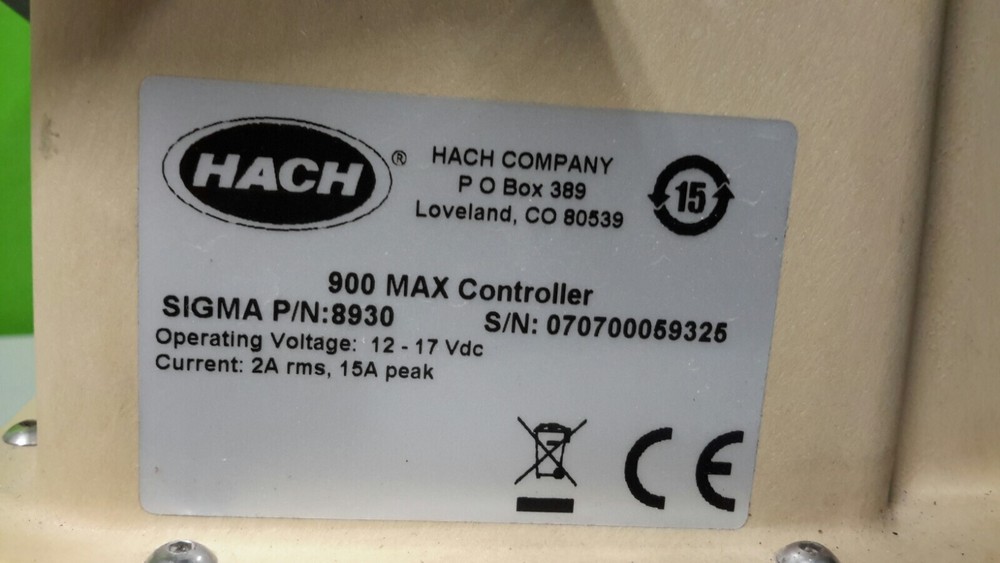 HACH ®
HACH COMPANY
P O Box 389
Loveland, CO 80539
15
900 MAX Controller
SIGMA P/N:8930 S/N: 070700059325
Operating Voltage: 12 - 17 Vdc
Current: 2A rms, 15A peak
CE